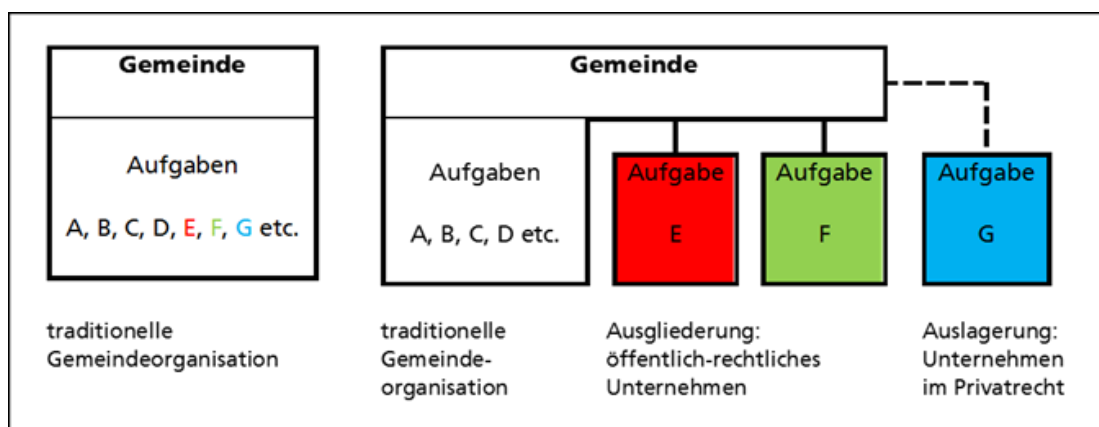 Gemeinde
Aufgaben
A, B, C, D, E, F, G etc.
traditionelle
Gemeindeorganisation
Gemeinde
Aufgaben
A, B, C, D etc.
traditionelle
Gemeinde-
organisation
Aufgabe
E
Aufgabe
F
Ausgliederung:
öffentlich-rechtliches
Unternehmen
Aufgabe
G
Auslagerung:
Unternehmen
im Privatrecht